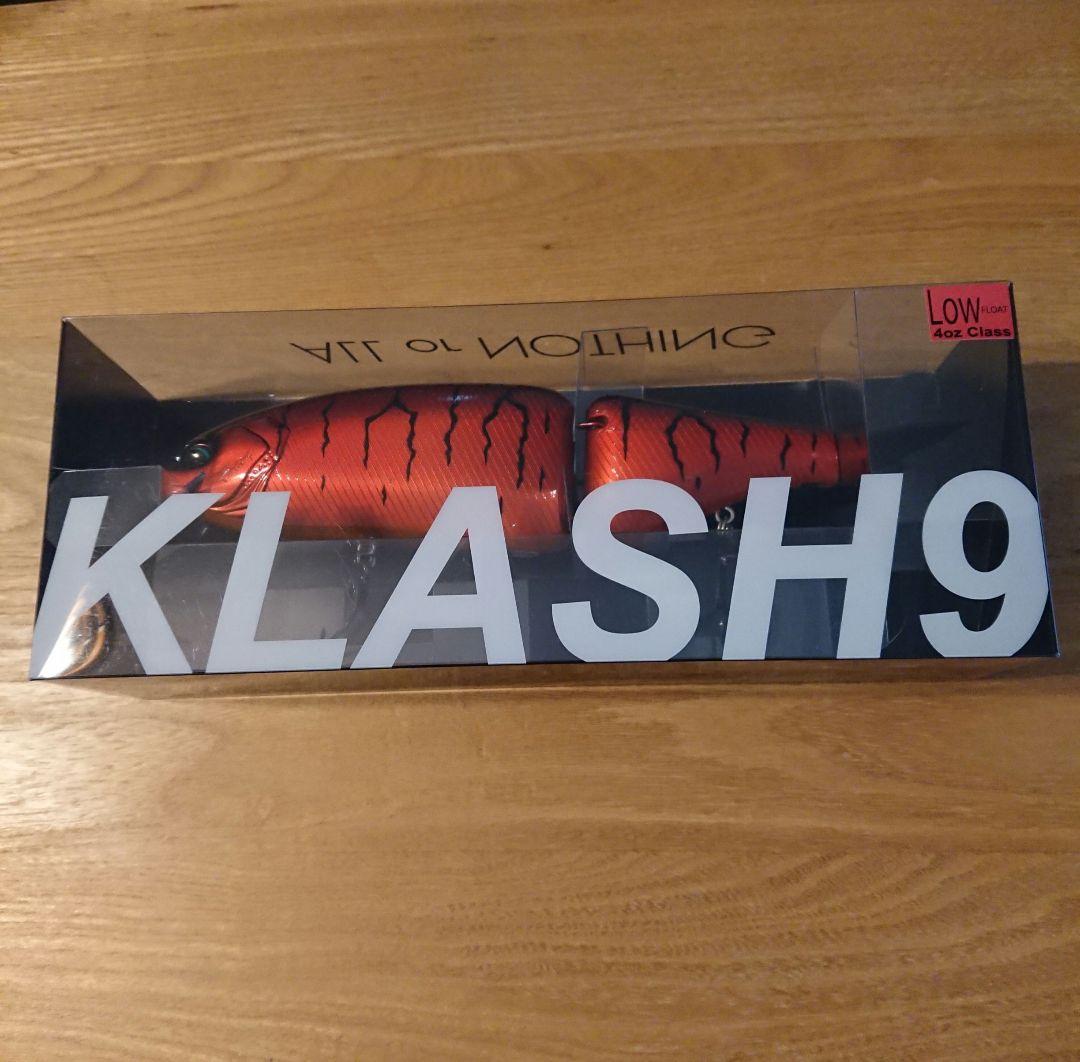 LOW FLOAT
4oz Class
ALL or NOTHING
KLASH9